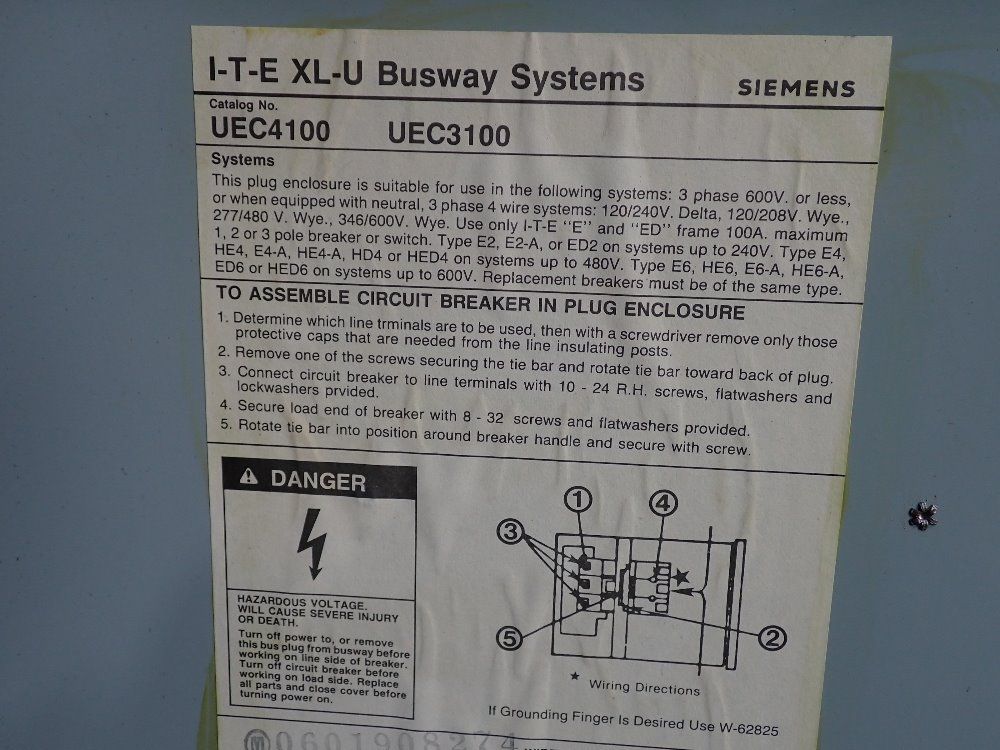 I-T-E XL-U Busway Systems SIEMENS
Catalog No.
UEC4100 UEC3100
Systems
This plug enclosure is suitable for use in the following systems: 3 phase 600V. or less,
or when equipped with neutral, 3 phase 4 wire systems: 120/240V. Delta, 120/208V. Wye.,
277/480 V. Wye., 346/600V. Wye. Use only I-T-E "E" and "ED" frame 100A. maximum
1, 2 or 3 pole breaker or switch. Type E2, E2-A, or ED2 on systems up to 240V. Type E4,
HE4, E4-A, HE4-A, HD4 or HED4 on systems up to 480V. Type E6, HE6, E6-A, HE6-A,
ED6 or HED6 on systems up to 600V. Replacement breakers must be of the same type.
TO ASSEMBLE CIRCUIT BREAKER IN PLUG ENCLOSURE
1. Determine which line trminals are to be used, then with a screwdriver remove only those
protective caps that are needed from the line insulating posts.
2. Remove one of the screws securing the tie bar and rotate tie bar toward back of plug.
3. Connect circuit breaker to line terminals with 10 - 24 R.H. screws, flatwashers and
lockwashers prvided.
4. Secure load end of breaker with 8 - 32 screws and flatwashers provided.
5. Rotate tie bar into position around breaker handle and secure with screw.
DANGER
HAZARDOUS VOLTAGE.
WILL CAUSE SEVERE INJURY
OR DEATH.
Turn off power to, or remove
this bus plug from busway before
working on line side of breaker.
Turn off circuit breaker before
working on load side. Replace
all parts and close cover before
turning power on.
1 4
3
5 2
★ Wiring Directions
If Grounding Finger Is Desired Use W-62825
M 0601908274